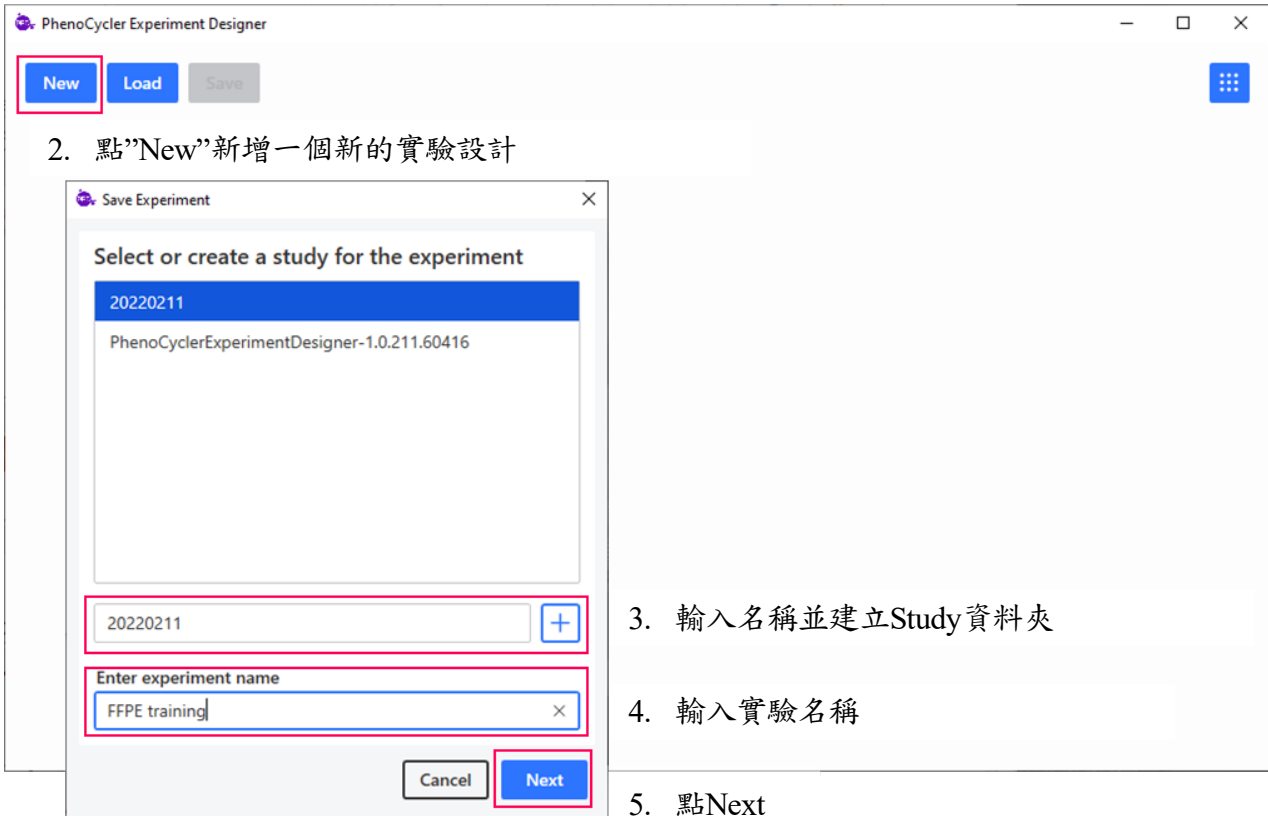 PhenoCycler Experiment Designer
New Load Save
2. 點”New”新增一個新的實驗設計
Save Experiment
Select or create a study for the experiment
20220211
PhenoCyclerExperimentDesigner-1.0.211.60416
20220211
3. 輸入名稱並建立Study資料夾
Enter experiment name
FFPE training
4. 輸入實驗名稱
Cancel Next
5. 點Next